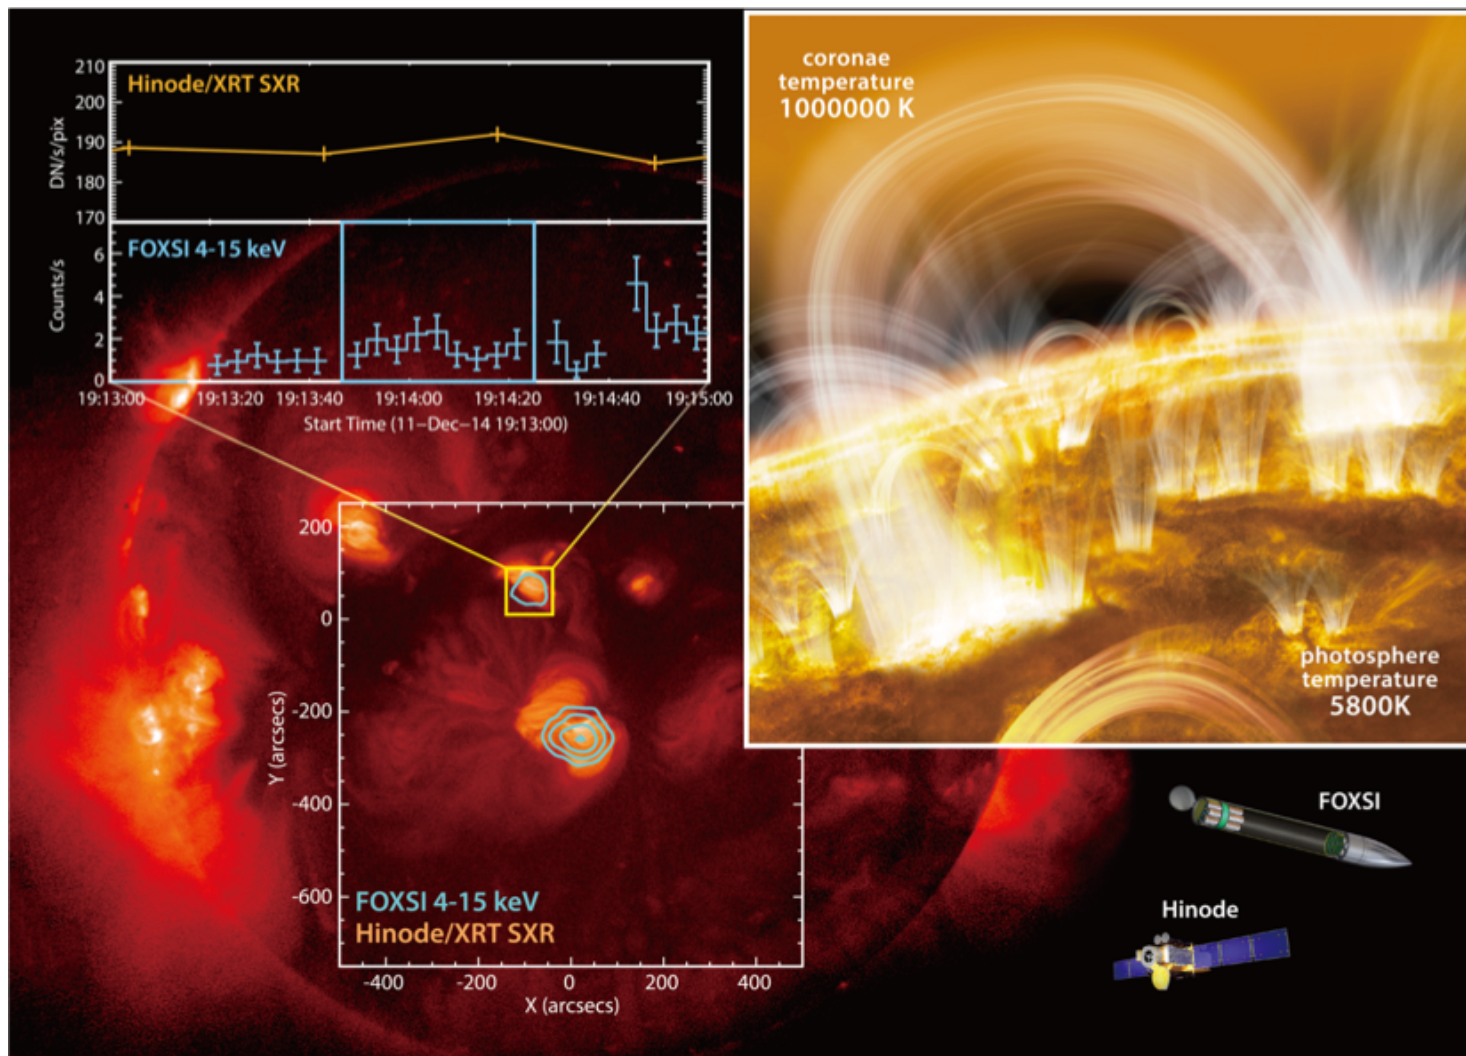 210
200
190
180
170
DN/s/pix
Hinode/XRT SXR
6
4
2
0
Counts/s
FOXSI 4-15 keV
19:13:00 19:13:20 19:13:40 19:14:00 19:14:20 19:14:40 19:15:00
Start Time (11–Dec–14 19:13:00)
200
0
-200
-400
-600
Y (arcsecs)
FOXSI 4-15 keV
Hinode/XRT SXR
-400 -200 0 200 400
X (arcsecs)
coronae
temperature
1000000 K
photosphere
temperature
5800K
FOXSI
Hinode